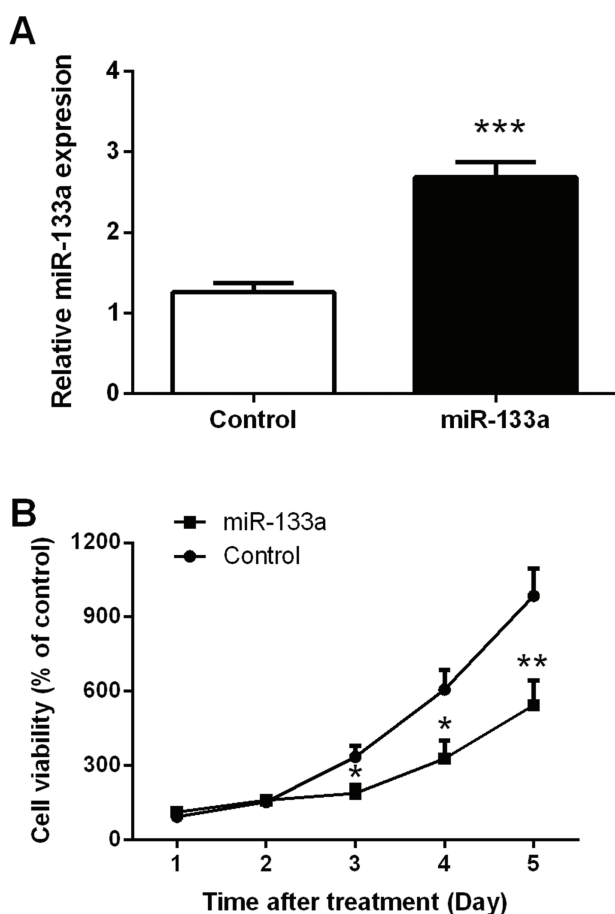 A
Relative miR-133a expresion
4
3
2
1
0
***
Control
miR-133a
B
miR-133a
Control
Cell viability (% of control)
1200
900
600
300
0
*
*
**
1 2 3 4 5
Time after treatment (Day)